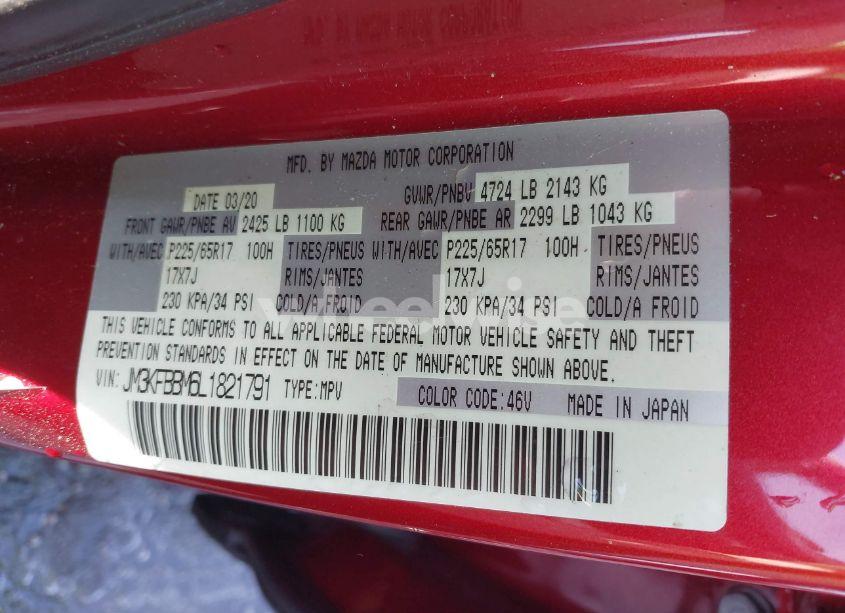 MFD. BY MAZDA MOTOR CORPORATION
DATE 03/20 GVWR/PNBV 4724 LB 2143 KG
FRONT GAWR/PNBE AV 2425 LB 1100 KG REAR GAWR/PNBE AR 2299 LB 1043 KG
WITH/AVEC P225/65R17 100H TIRES/PNEUS WITH/AVEC P225/65R17 100H TIRES/PNEUS
17X7J RIMS/JANTES 17X7J RIMS/JANTES
230 KPA/34 PSI COLD/A FROID 230 KPA/34 PSI COLD/A FROID
THIS VEHICLE CONFORMS TO ALL APPLICABLE FEDERAL MOTOR VEHICLE SAFETY AND THEFT
PREVENTION STANDARDS IN EFFECT ON THE DATE OF MANUFACTURE SHOWN ABOVE.
VIN: JM3KFBBM6L1821791 TYPE:MPV COLOR CODE:46V MADE IN JAPAN